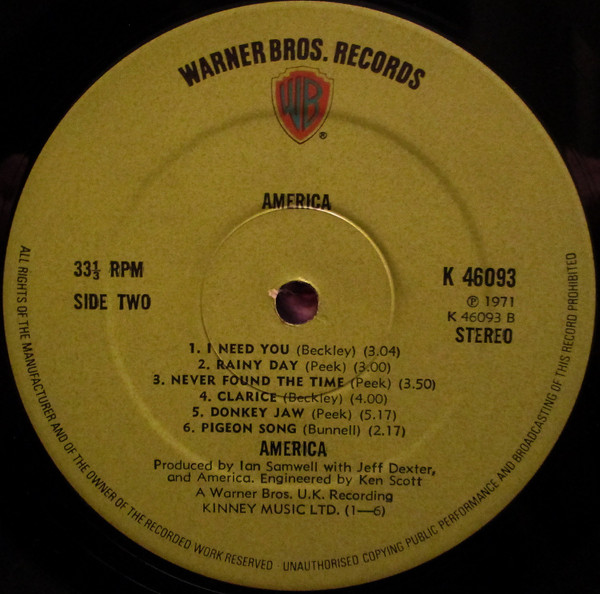 WARNER BROS. RECORDS
WB
®
AMERICA
33⅓ RPM
SIDE TWO
K 46093
℗ 1971
K 46093 B
STEREO
1. I NEED YOU (Beckley) (3.04)
2. RAINY DAY (Peek) (3.00)
3. NEVER FOUND THE TIME (Peek) (3.50)
4. CLARICE (Beckley) (4.00)
5. DONKEY JAW (Peek) (5.17)
6. PIGEON SONG (Bunnell) (2.17)
AMERICA
Produced by Ian Samwell with Jeff Dexter,
and America. Engineered by Ken Scott
A Warner Bros. U.K. Recording
KINNEY MUSIC LTD. (1—6)
ALL RIGHTS OF THE MANUFACTURER AND OF THE OWNER OF THE RECORDED WORK RESERVED UNAUTHORISED COPYING PUBLIC PERFORMANCE AND BROADCASTING OF THIS RECORD PROHIBITED